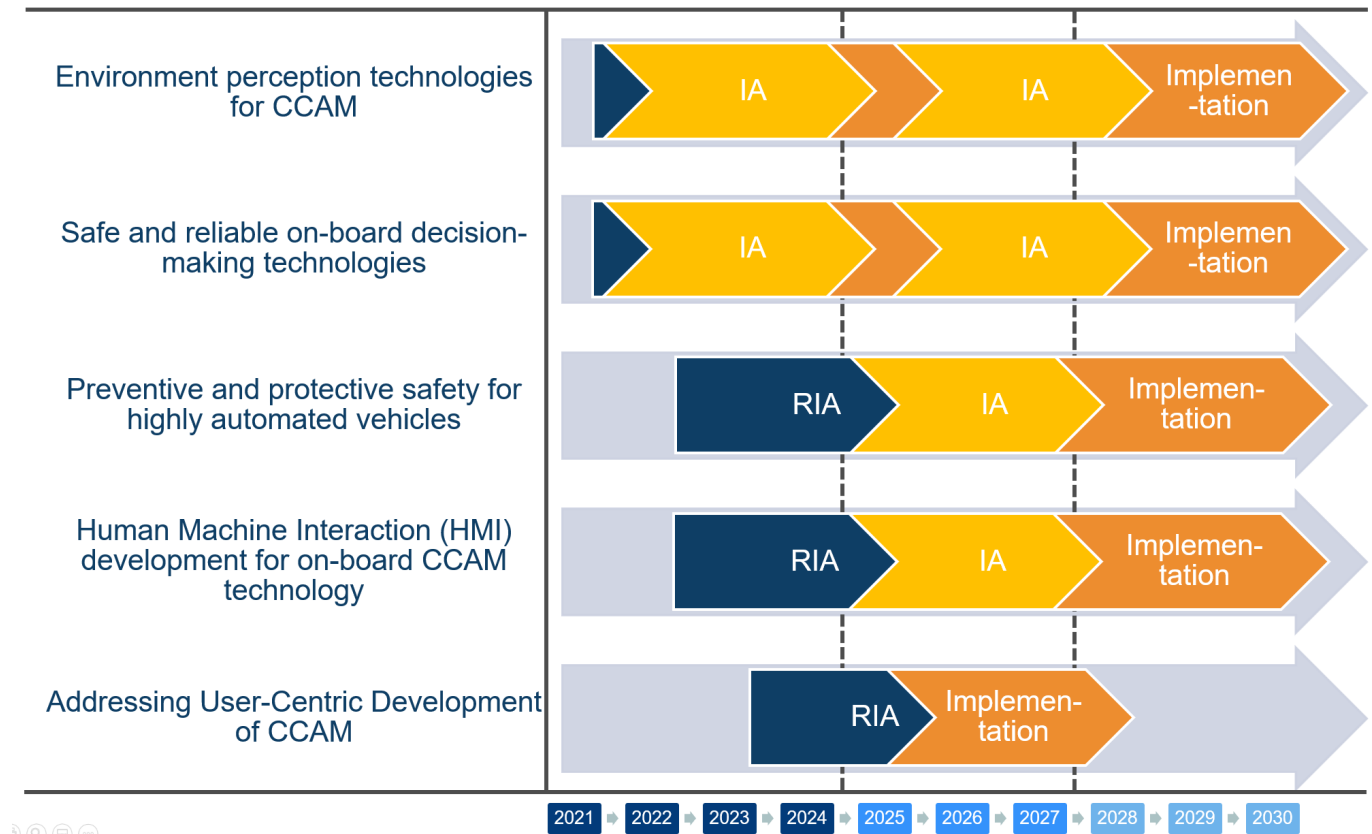 Environment perception technologies
for CCAM
IA
IA
Implemen
-tation
Safe and reliable on-board decision-
making technologies
IA
IA
Implemen
-tation
Preventive and protective safety for
highly automated vehicles
RIA
IA
Implemen-
tation
Human Machine Interaction (HMI)
development for on-board CCAM
technology
RIA
IA
Implemen-
tation
Addressing User-Centric Development
of CCAM
RIA
Implemen-
tation
2021 2022 2023 2024 2025 2026 2027 2028 2029 2030